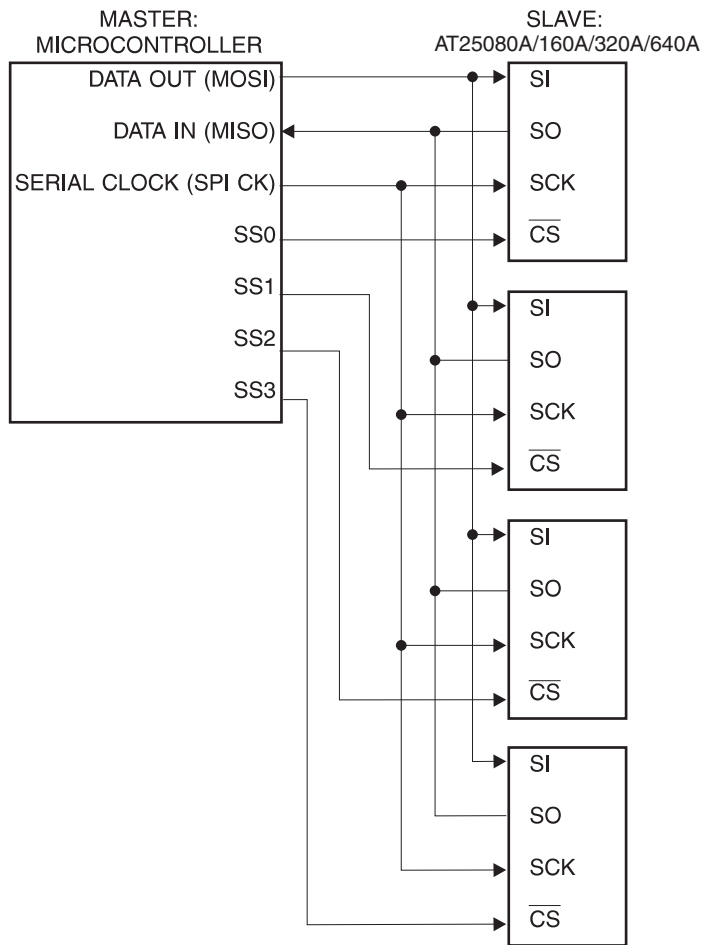 MASTER:
MICROCONTROLLER
SLAVE:
AT25080A/160A/320A/640A
DATA OUT (MOSI)
DATA IN (MISO)
SERIAL CLOCK (SPI CK)
SS0
SS1
SS2
SS3
SI
SO
SCK
CS
SI
SO
SCK
CS
SI
SO
SCK
CS
SI
SO
SCK
CS